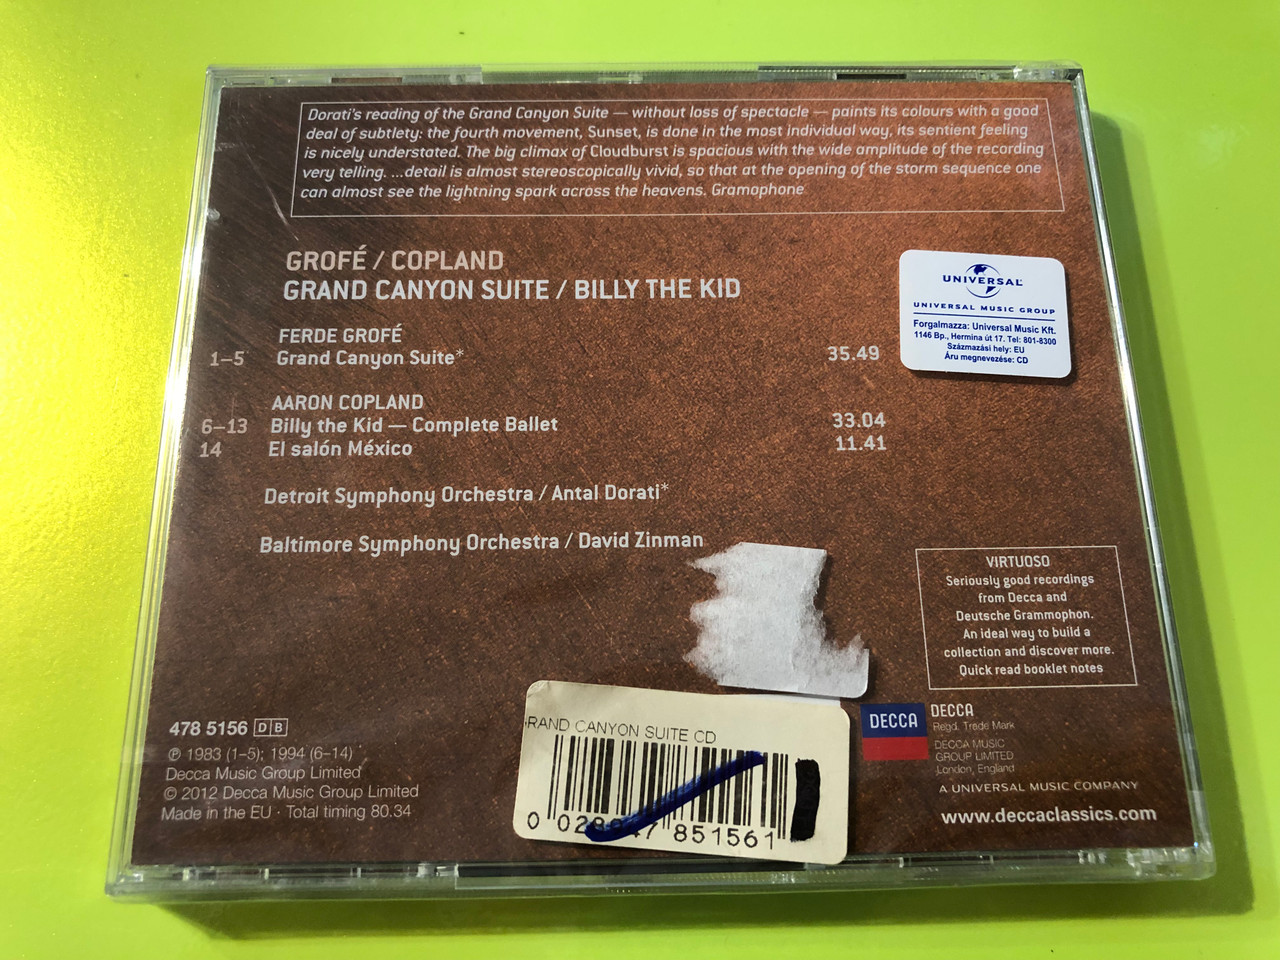 Dorati's reading of the Grand Canyon Suite — without loss of spectacle — paints its colours with a good
deal of subtlety: the fourth movement, Sunset, is done in the most individual way, its sentient feeling
is nicely understated. The big climax of Cloudburst is spacious with the wide amplitude of the recording
very telling. ...detail is almost stereoscopically vivid, so that at the opening of the storm sequence one
can almost see the lightning spark across the heavens. Gramophone
GROFÉ / COPLAND
GRAND CANYON SUITE / BILLY THE KID
FERDE GROFÉ
1–5 Grand Canyon Suite* 35.49
AARON COPLAND
6–13 Billy the Kid — Complete Ballet 33.04
14 El salón México 11.41
Detroit Symphony Orchestra / Antal Dorati*
Baltimore Symphony Orchestra / David Zinman
UNIVERSAL
UNIVERSAL MUSIC GROUP
Forgalmazza: Universal Music Kft.
1146 Bp., Hermina út 17. Tel: 801-8300
Származási hely: EU
Áru megnevezése: CD
VIRTUOSO
Seriously good recordings
from Decca and
Deutsche Grammophon.
An ideal way to build a
collection and discover more.
Quick read booklet notes
478 5156 DB
℗ 1983 (1–5); 1994 (6–14)
Decca Music Group Limited
© 2012 Decca Music Group Limited
Made in the EU · Total timing 80.34
RAND CANYON SUITE CD
0 028 47 851561
DECCA
DECCA
Regd. Trade Mark
DECCA MUSIC
GROUP LIMITED
London, England
A UNIVERSAL MUSIC COMPANY
www.deccaclassics.com